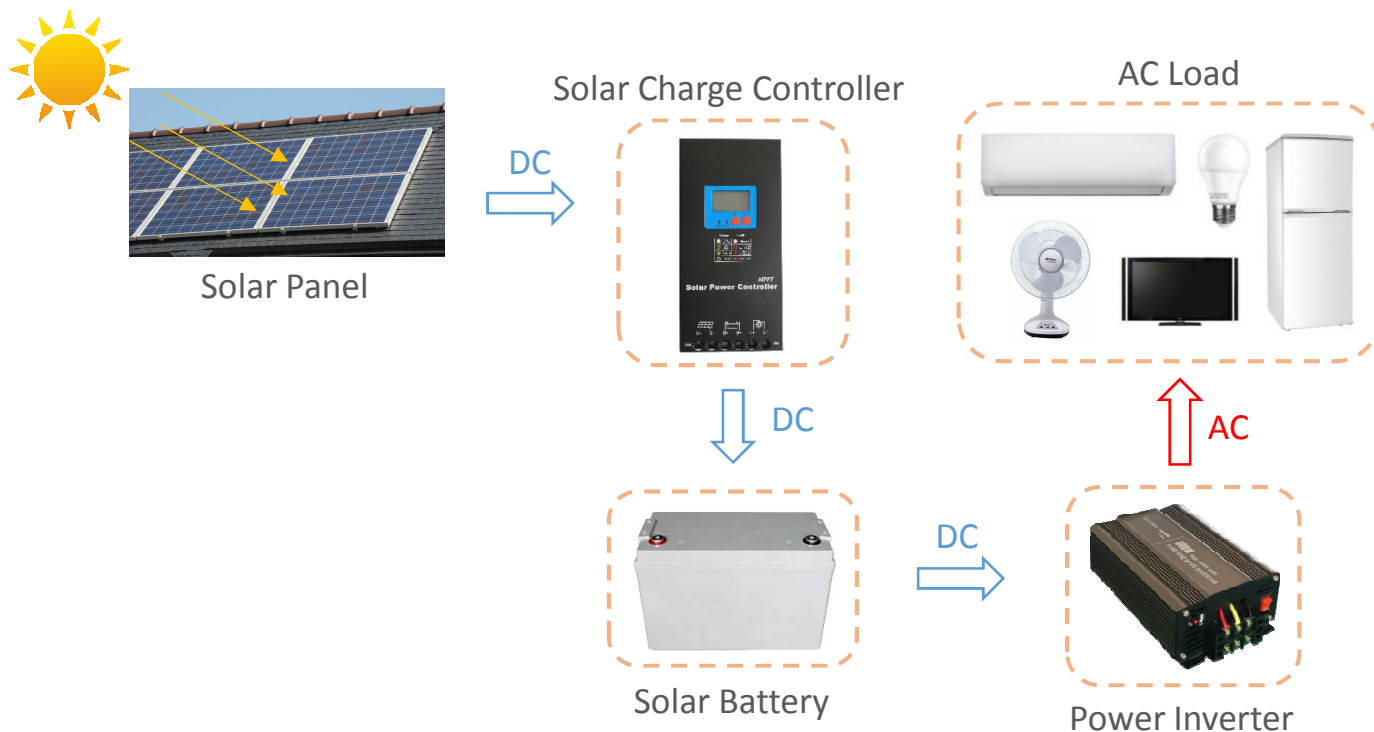 Solar Charge Controller
AC Load
DC
Solar Panel
MPPT
Solar Power Controller
DC
AC
DC
Solar Battery
Power Inverter